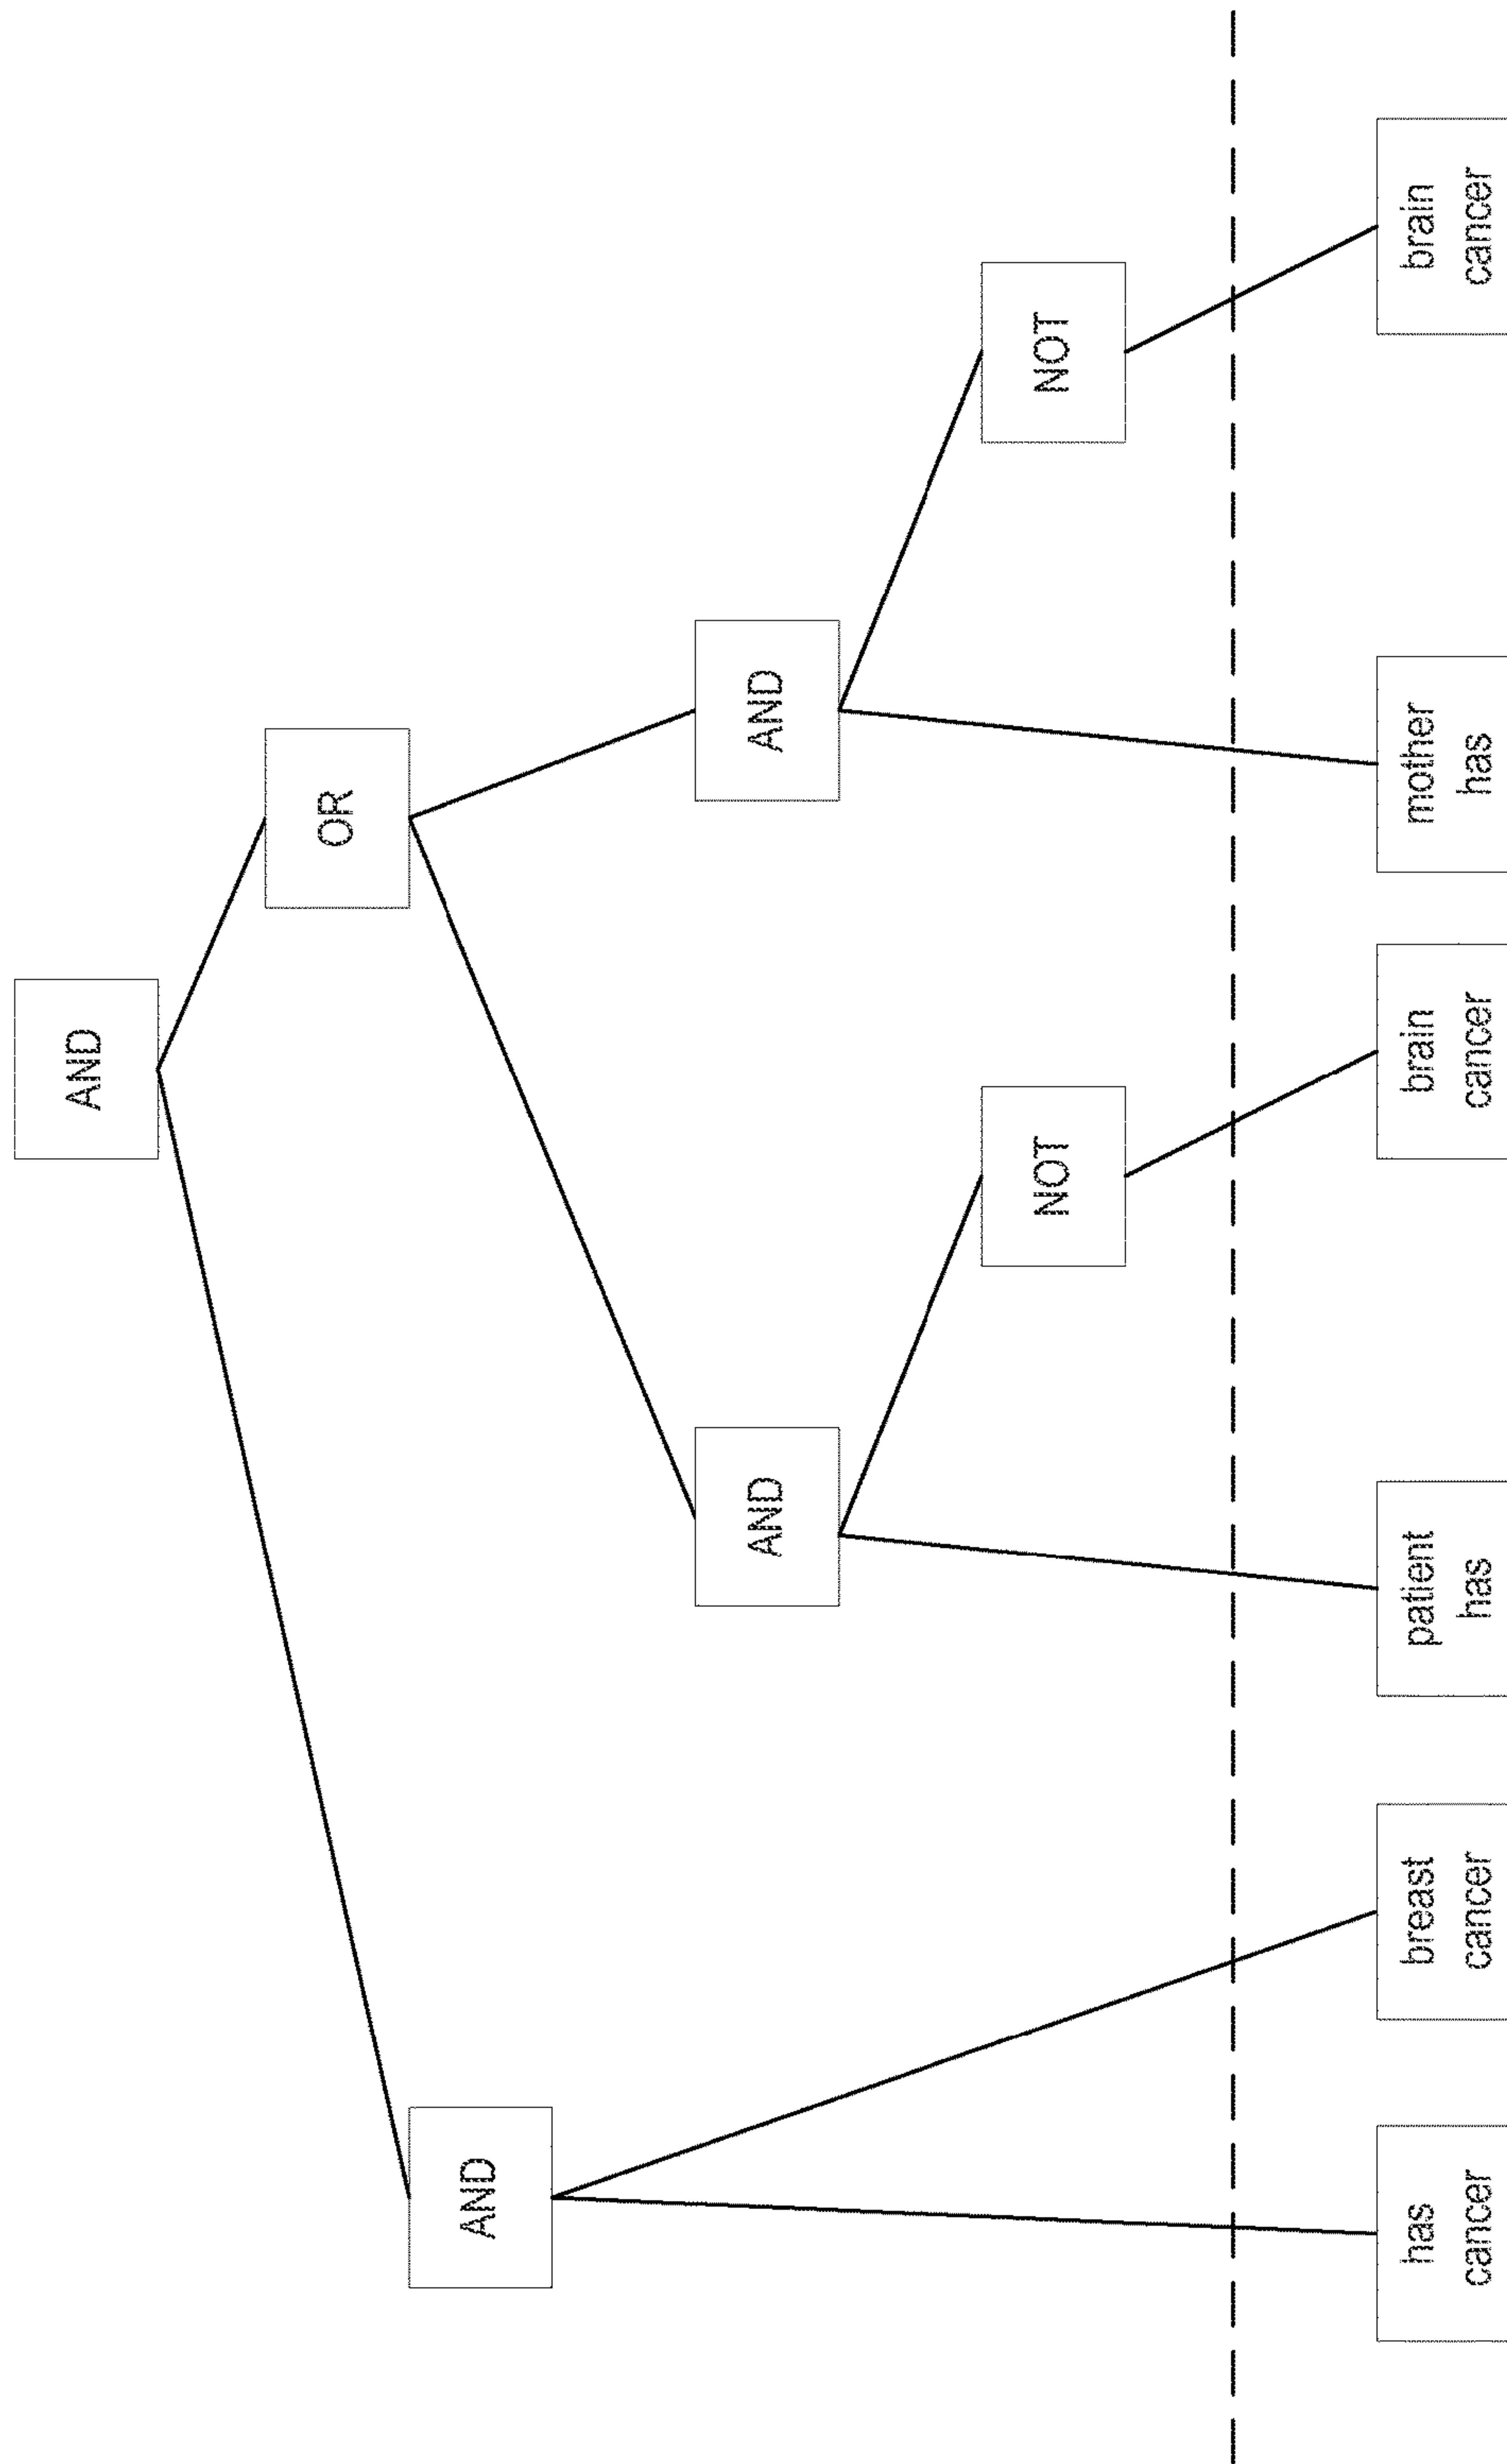 AND
OR
AND
AND
AND
NOT
NOT
has
cancer
breast
cancer
patient
has
brain
cancer
mother
has
brain
cancer